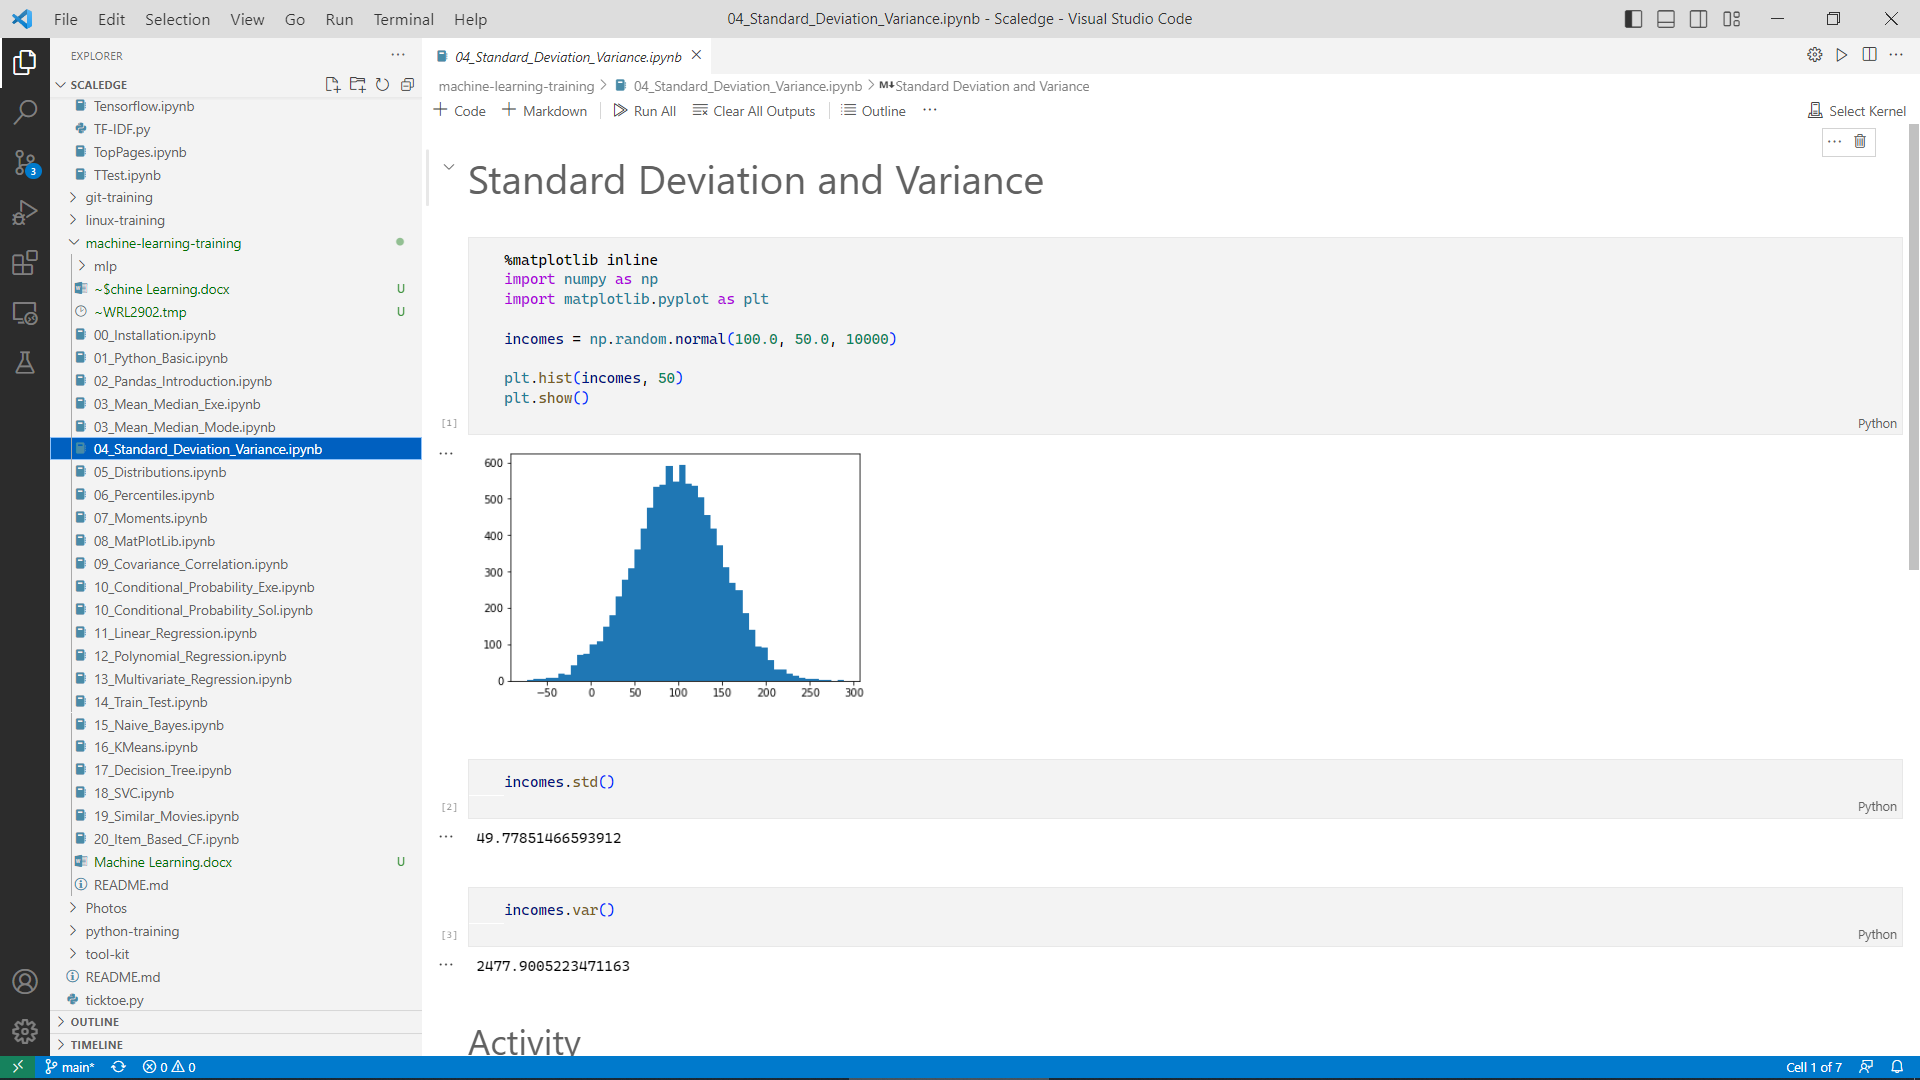 File Edit Selection View Go Run Terminal Help
04_Standard_Deviation_Variance.ipynb - Scaledge - Visual Studio Code
EXPLORER
SCALEDGE
Tensorflow.ipynb
TF-IDF.py
TopPages.ipynb
TTest.ipynb
git-training
linux-training
machine-learning-training
mlp
~$chine Learning.docx U
~WRL2902.tmp U
00_Installation.ipynb
01_Python_Basic.ipynb
02_Pandas_Introduction.ipynb
03_Mean_Median_Exe.ipynb
03_Mean_Median_Mode.ipynb
04_Standard_Deviation_Variance.ipynb
05_Distributions.ipynb
06_Percentiles.ipynb
07_Moments.ipynb
08_MatPlotLib.ipynb
09_Covariance_Correlation.ipynb
10_Conditional_Probability_Exe.ipynb
10_Conditional_Probability_Sol.ipynb
11_Linear_Regression.ipynb
12_Polynomial_Regression.ipynb
13_Multivariate_Regression.ipynb
14_Train_Test.ipynb
15_Naive_Bayes.ipynb
16_KMeans.ipynb
17_Decision_Tree.ipynb
18_SVC.ipynb
19_Similar_Movies.ipynb
20_Item_Based_CF.ipynb
Machine Learning.docx U
README.md
Photos
python-training
tool-kit
README.md
ticktoe.py
OUTLINE
TIMELINE
3
04_Standard_Deviation_Variance.ipynb
machine-learning-training > 04_Standard_Deviation_Variance.ipynb > M Standard Deviation and Variance
Code Markdown Run All Clear All Outputs Outline
Select Kernel
Standard Deviation and Variance
%matplotlib inline
import numpy as np
import matplotlib.pyplot as plt
incomes = np.random.normal(100.0, 50.0, 10000)
plt.hist(incomes, 50)
plt.show()
[1]
Python
600
500
400
300
200
100
0
−50 0 50 100 150 200 250 300
incomes.std()
[2]
Python
49.77851466593912
incomes.var()
[3]
Python
2477.9005223471163
Activity
main* 0 0
Cell 1 of 7